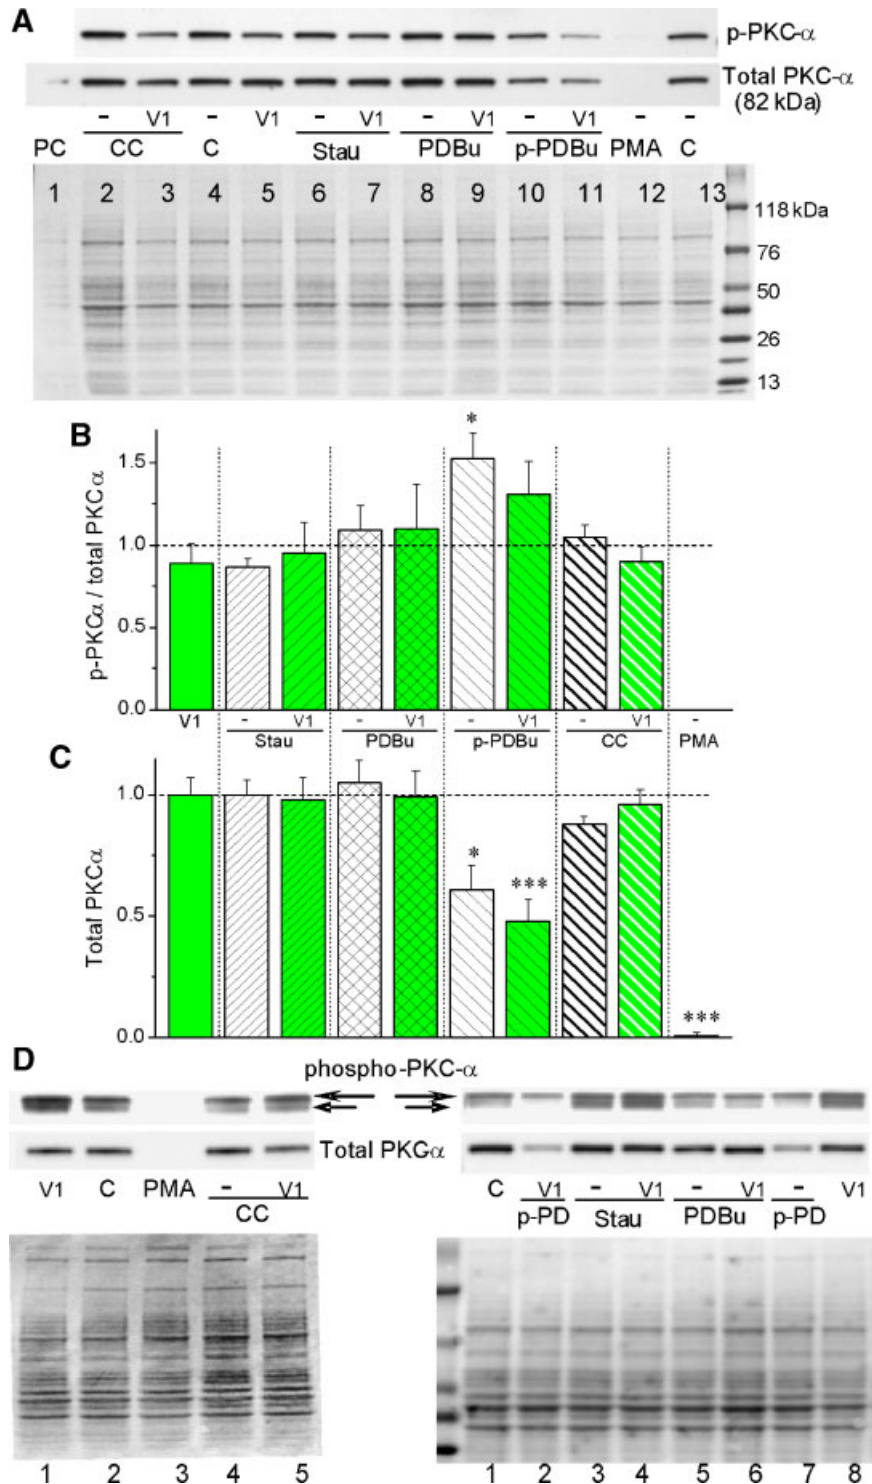 A
p-PKC-α
Total PKC-α
(82 kDa)
- V1 - V1 - V1 - V1 - V1 - -
PC CC C Stau PDBu p-PDBu PMA C
1 2 3 4 5 6 7 8 9 10 11 12 13
118 kDa
76
50
26
13
B
p-PKCα / total PKCα
1.5
1.0
0.5
0.0
*
V1 - V1 - V1 - V1 - V1 -
Stau PDBu p-PDBu CC PMA
C
Total PKCα
1.0
0.5
0.0
* *** ***
D
phospho-PKC-α
Total PKCα
V1 C PMA - V1
CC
C V1 - V1 - V1 - V1
p-PD Stau PDBu p-PD
1 2 3 4 5
1 2 3 4 5 6 7 8